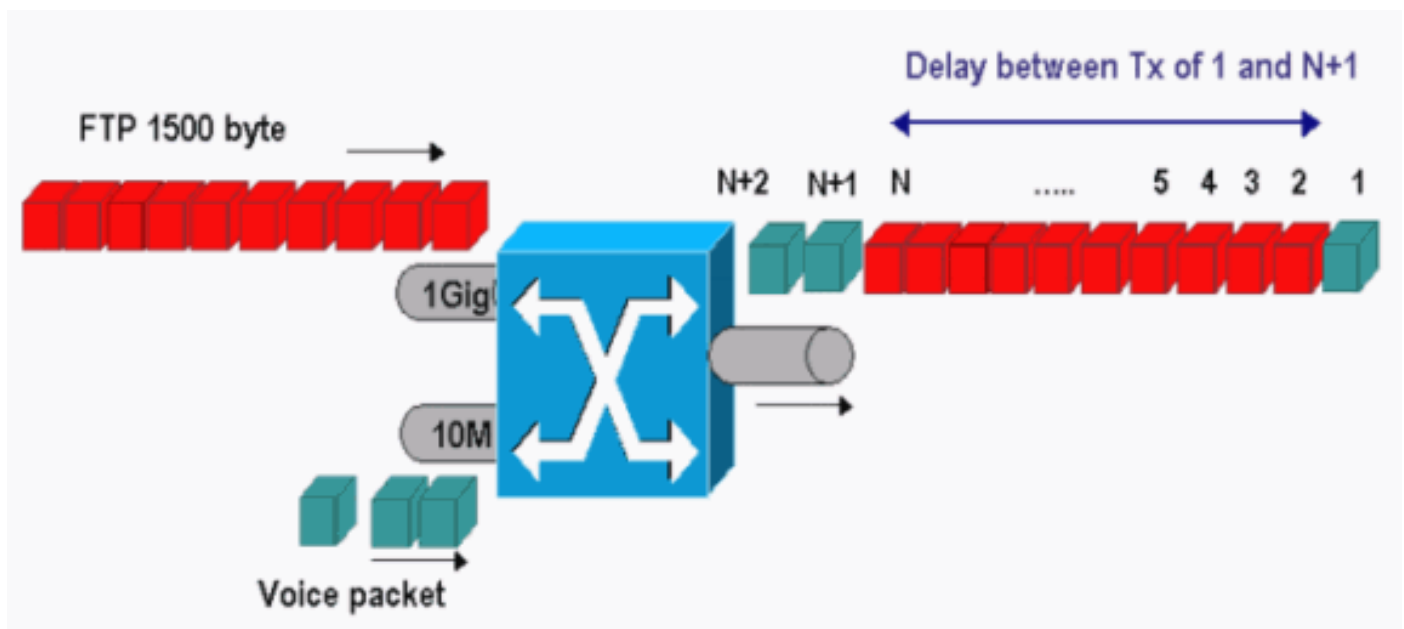 Delay between Tx of 1 and N+1
FTP 1500 byte
N+2 N+1 N ..... 5 4 3 2 1
1Gig
10M
Voice packet